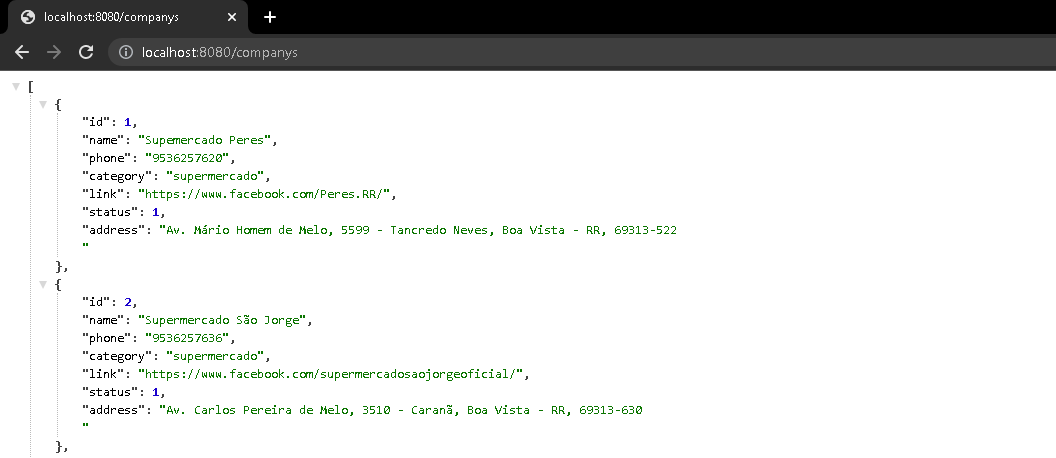 localhost:8080/companys
localhost:8080/companys
[
{
"id": 1,
"name": "Supemercado Peres",
"phone": "9536257620",
"category": "supermercado",
"link": "https://www.facebook.com/Peres.RR/",
"status": 1,
"address": "Av. Mário Homem de Melo, 5599 - Tancredo Neves, Boa Vista - RR, 69313-522
"
},
{
"id": 2,
"name": "Supermercado São Jorge",
"phone": "9536257636",
"category": "supermercado",
"link": "https://www.facebook.com/supermercadosaojorgeoficial/",
"status": 1,
"address": "Av. Carlos Pereira de Melo, 3510 - Caranã, Boa Vista - RR, 69313-630
"
},